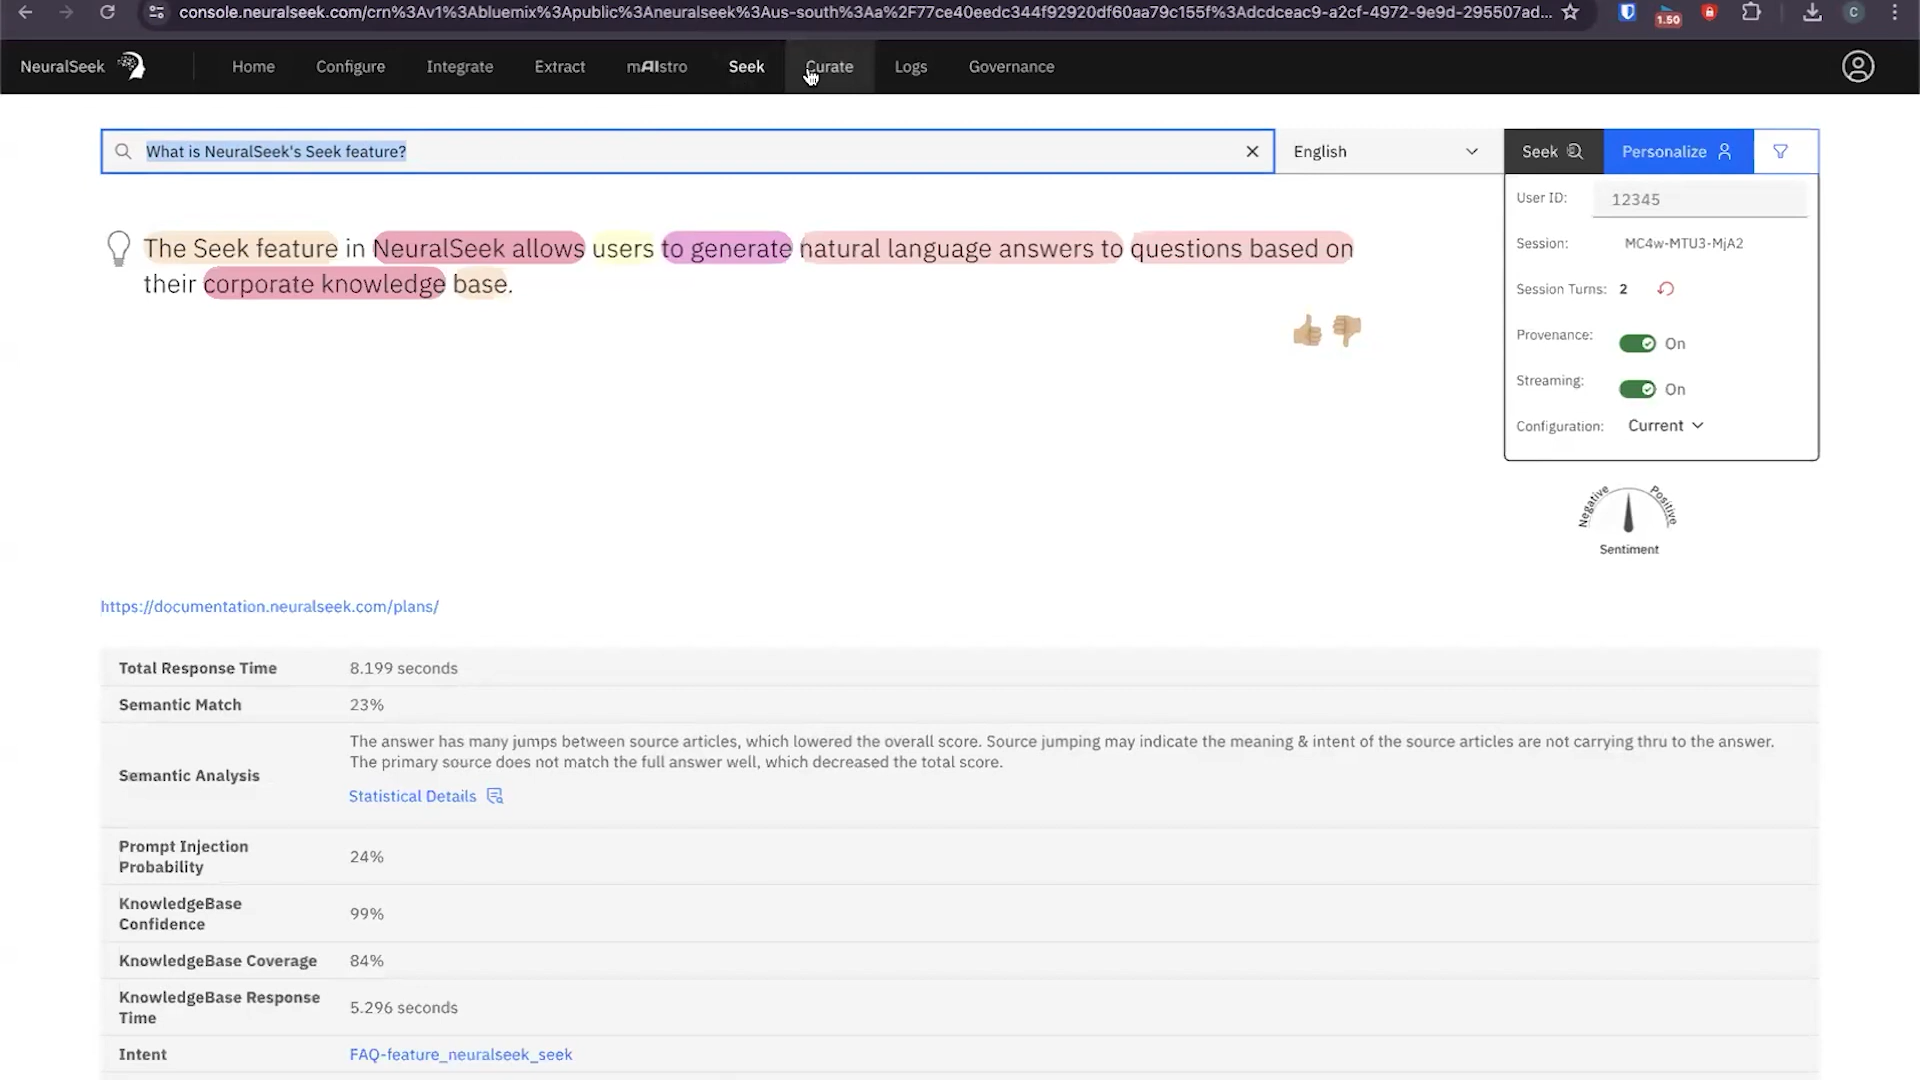 console.neuralseek.com/crn%3Av1%3Abluemix%3Apublic%3Aneuralseek%3Aus-south%3Aa%2F77ce40eedc344f92920df60aa79c155f%3Adcdceac9-a2cf-4972-9e9d-295507ad...
1.50
C
NeuralSeek
Home
Configure
Integrate
Extract
mAIstro
Seek
Curate
Logs
Governance
What is NeuralSeek's Seek feature?
English
Seek
Personalize
User ID:
12345
Session:
MC4w-MTU3-MjA2
Session Turns: 2
Provenance:
On
Streaming:
On
Configuration:
Current
The Seek feature in NeuralSeek allows users to generate natural language answers to questions based on
their corporate knowledge base.
Negative
Positive
Sentiment
https://documentation.neuralseek.com/plans/
Total Response Time
8.199 seconds
Semantic Match
23%
Semantic Analysis
The answer has many jumps between source articles, which lowered the overall score. Source jumping may indicate the meaning & intent of the source articles are not carrying thru to the answer.
The primary source does not match the full answer well, which decreased the total score.
Statistical Details
Prompt Injection
Probability
24%
KnowledgeBase
Confidence
99%
KnowledgeBase Coverage
84%
KnowledgeBase Response
Time
5.296 seconds
Intent
FAQ-feature_neuralseek_seek